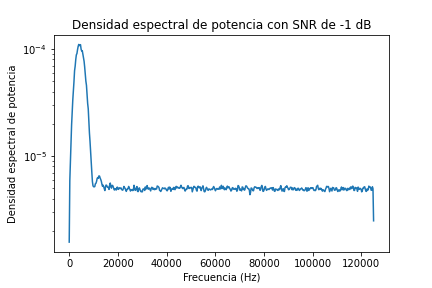 Densidad espectral de potencia con SNR de -1 dB
Densidad espectral de potencia
10⁻⁴
10⁻⁵
0 20000 40000 60000 80000 100000 120000
Frecuencia (Hz)